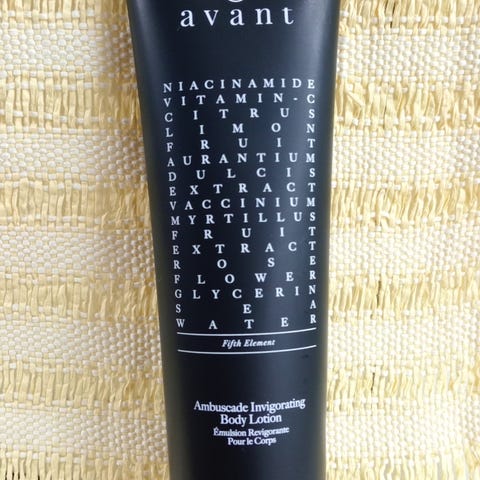 avant
NIACINAMIDE
VITAMIN-C
CITRUS
LIMON
FRUIT
AURANTIUM
DULCIS
EXTRACT
VACCINIUM
MYRTILLUS
FRUIT
EXTRACT
ROSE
FLOWER
GLYCERIN
SEA
WATER
Fifth Element
Ambuscade Invigorating
Body Lotion
Émulsion Revigorante
Pour le Corps